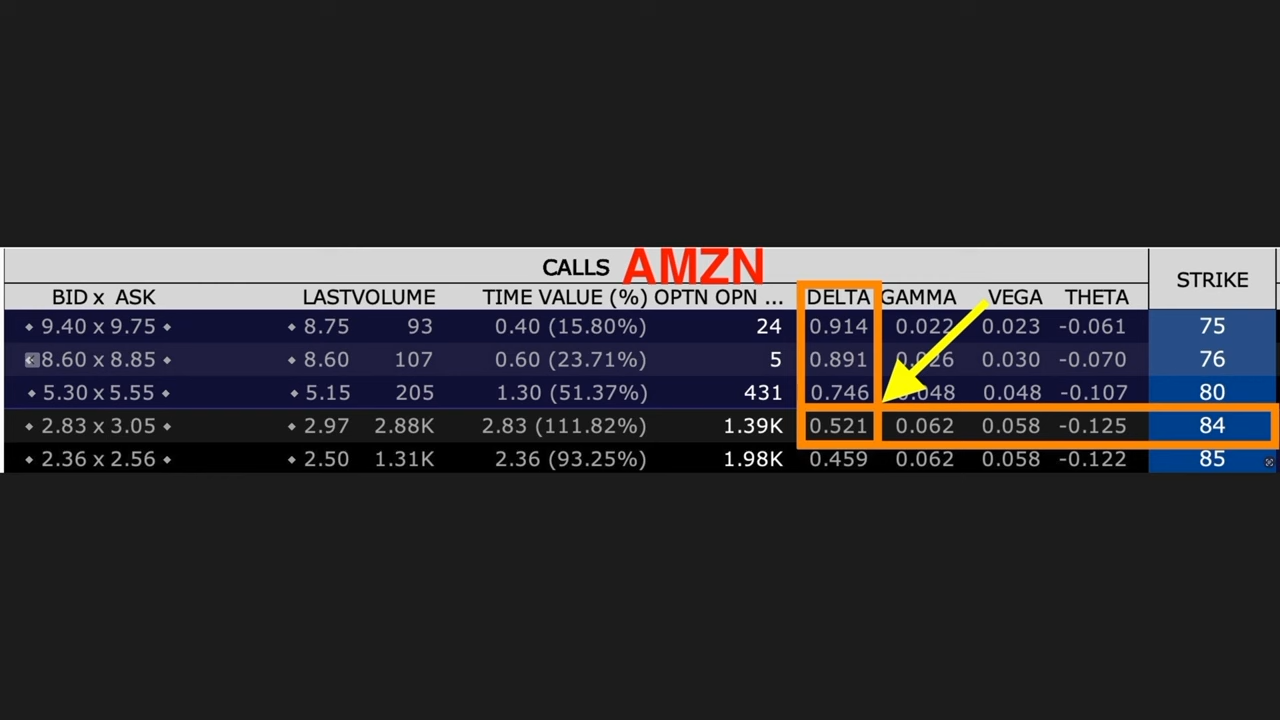 CALLS AMZN STRIKE
BID x ASK LASTVOLUME TIME VALUE (%) OPTN OPN ... DELTA GAMMA VEGA THETA
9.40 x 9.75 8.75 93 0.40 (15.80%) 24 0.914 0.022 0.023 -0.061 75
8.60 x 8.85 8.60 107 0.60 (23.71%) 5 0.891 0.026 0.030 -0.070 76
5.30 x 5.55 5.15 205 1.30 (51.37%) 431 0.746 0.048 0.048 -0.107 80
2.83 x 3.05 2.97 2.88K 2.83 (111.82%) 1.39K 0.521 0.062 0.058 -0.125 84
2.36 x 2.56 2.50 1.31K 2.36 (93.25%) 1.98K 0.459 0.062 0.058 -0.122 85